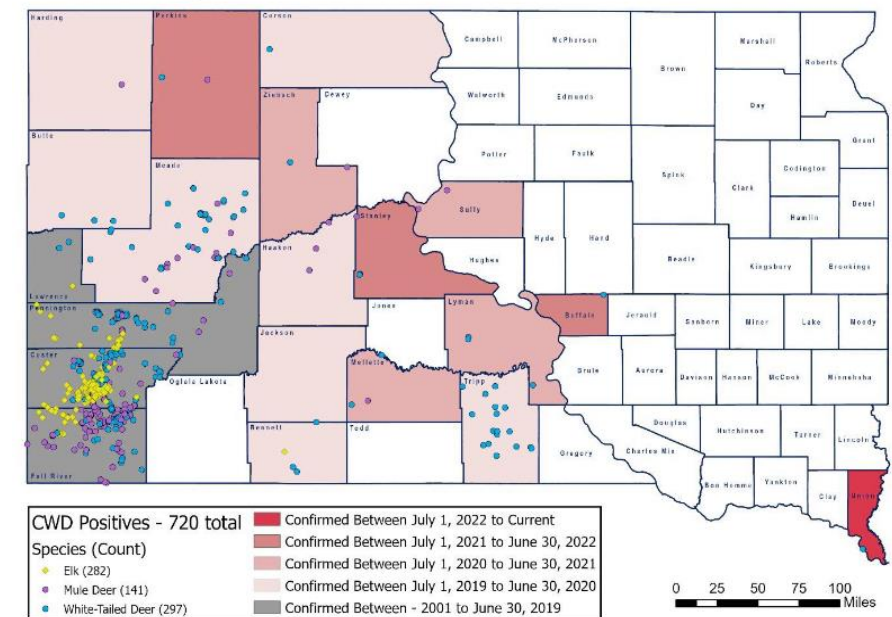 Harding
Perkins
Corson
Campbell
McPherson
Marshall
Roberts
Brown
Ziebach
Dewey
Walworth
Edmunds
Day
Butte
Meade
Potter
Faulk
Grant
Spink
Clark
Codington
Hamlin
Deuel
Stanley
Sully
Haakon
Hyde
Hand
Hughes
Beadle
Kingsbury
Brookings
Lawrence
Pennington
Jones
Lyman
Buffalo
Jerauld
Sanborn
Miner
Lake
Moody
Custer
Jackson
Oglala Lakota
Mellette
Tripp
Brule
Aurora
Davison
Hanson
McCook
Minnehaha
Bennett
Todd
Gregory
Charles Mix
Douglas
Hutchinson
Turner
Lincoln
Fall River
Bon Homme
Yankton
Clay
Union
CWD Positives - 720 total
Species (Count)
Elk (282)
Mule Deer (141)
White-Tailed Deer (297)
Confirmed Between July 1, 2022 to Current
Confirmed Between July 1, 2021 to June 30, 2022
Confirmed Between July 1, 2020 to June 30, 2021
Confirmed Between July 1, 2019 to June 30, 2020
Confirmed Between - 2001 to June 30, 2019
0 12.5 25 50 75 100
Miles